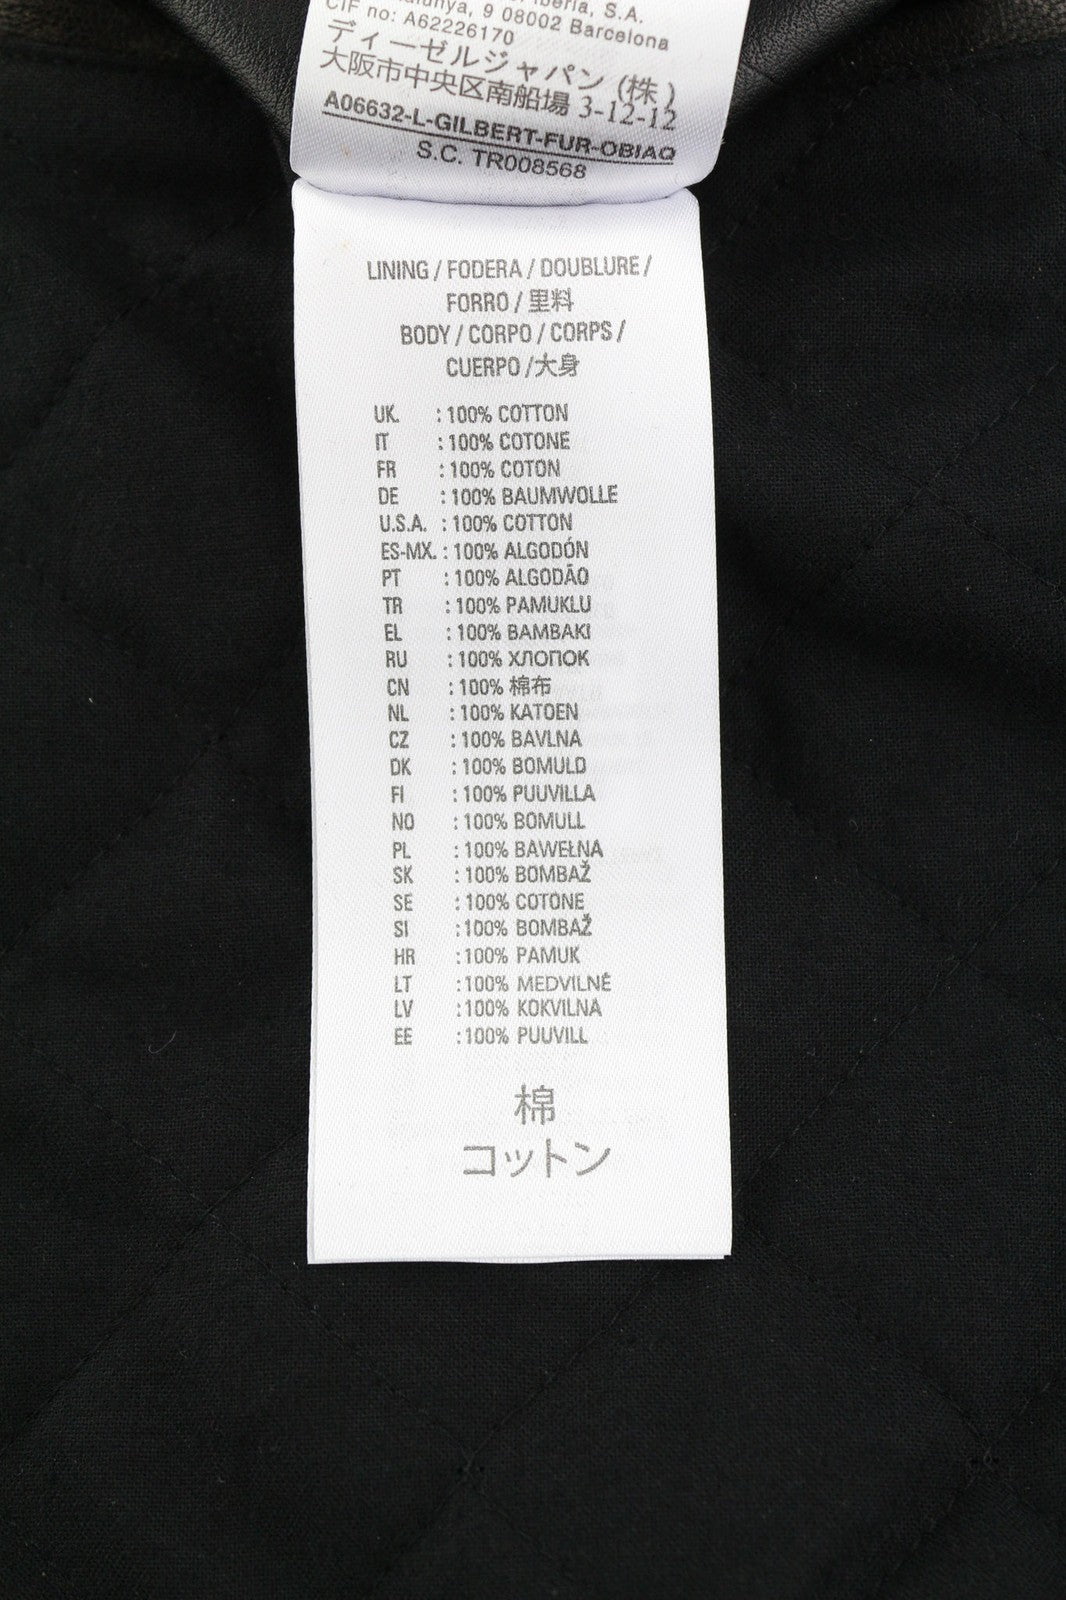 Iberia, S.A.
9 08002 Barcelona
CIF no: A62226170
ディーゼルジャパン (株)
大阪市中央区南船場 3-12-12
A06632-L-GILBERT-FUR-OBIAQ
S.C. TR008568
LINING / FODERA / DOUBLURE /
FORRO / 里料
BODY / CORPO / CORPS /
CUERPO / 大身
UK. : 100% COTTON
IT : 100% COTONE
FR : 100% COTON
DE : 100% BAUMWOLLE
U.S.A. : 100% COTTON
ES-MX. : 100% ALGODÓN
PT : 100% ALGODÃO
TR : 100% PAMUKLU
EL : 100% BAMBAKI
RU : 100% ХЛОПОК
CN : 100% 棉布
NL : 100% KATOEN
CZ : 100% BAVLNA
DK : 100% BOMULD
FI : 100% PUUVILLA
NO : 100% BOMULL
PL : 100% BAWEŁNA
SK : 100% BOMBAŽ
SE : 100% COTONE
SI : 100% BOMBAŽ
HR : 100% PAMUK
LT : 100% MEDVILNĖ
LV : 100% KOKVILNA
EE : 100% PUUVILL
棉
コットン